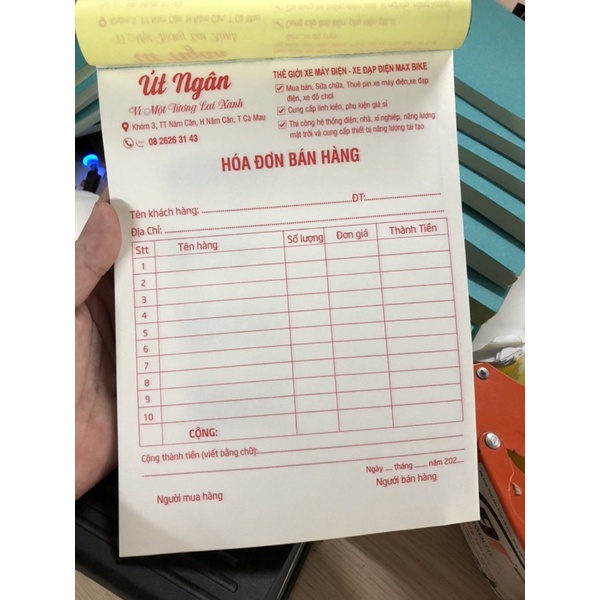 Út Ngân
Vì Một Tương Lai Xanh
Khóm 3, TT Năm Căn, H Năm Căn, T Cà Mau
08 2626 31 43
THẾ GIỚI XE MÁY ĐIỆN - XE ĐẠP ĐIỆN MAX BIKE
Mua bán, Sửa chữa, Thuê pin xe máy điện,xe đạp
điện, xe đồ chơi
Cung cấp linh kiện, phụ kiện giá sỉ
Thi công hệ thống điện: nhà, xí nghiệp, năng lượng
mặt trời và cung cấp thiết bị năng lượng tái tạo
HÓA ĐƠN BÁN HÀNG
Tên khách hàng: ........ĐT:........
Địa Chỉ: ........
Stt Tên hàng Số lượng Đơn giá Thành Tiền
1
2
3
4
5
6
7
8
9
10
CỘNG:
Cộng thành tiền (viết bằng chữ):........
Ngày .... tháng ...... năm 202....
Người mua hàng Người bán hàng